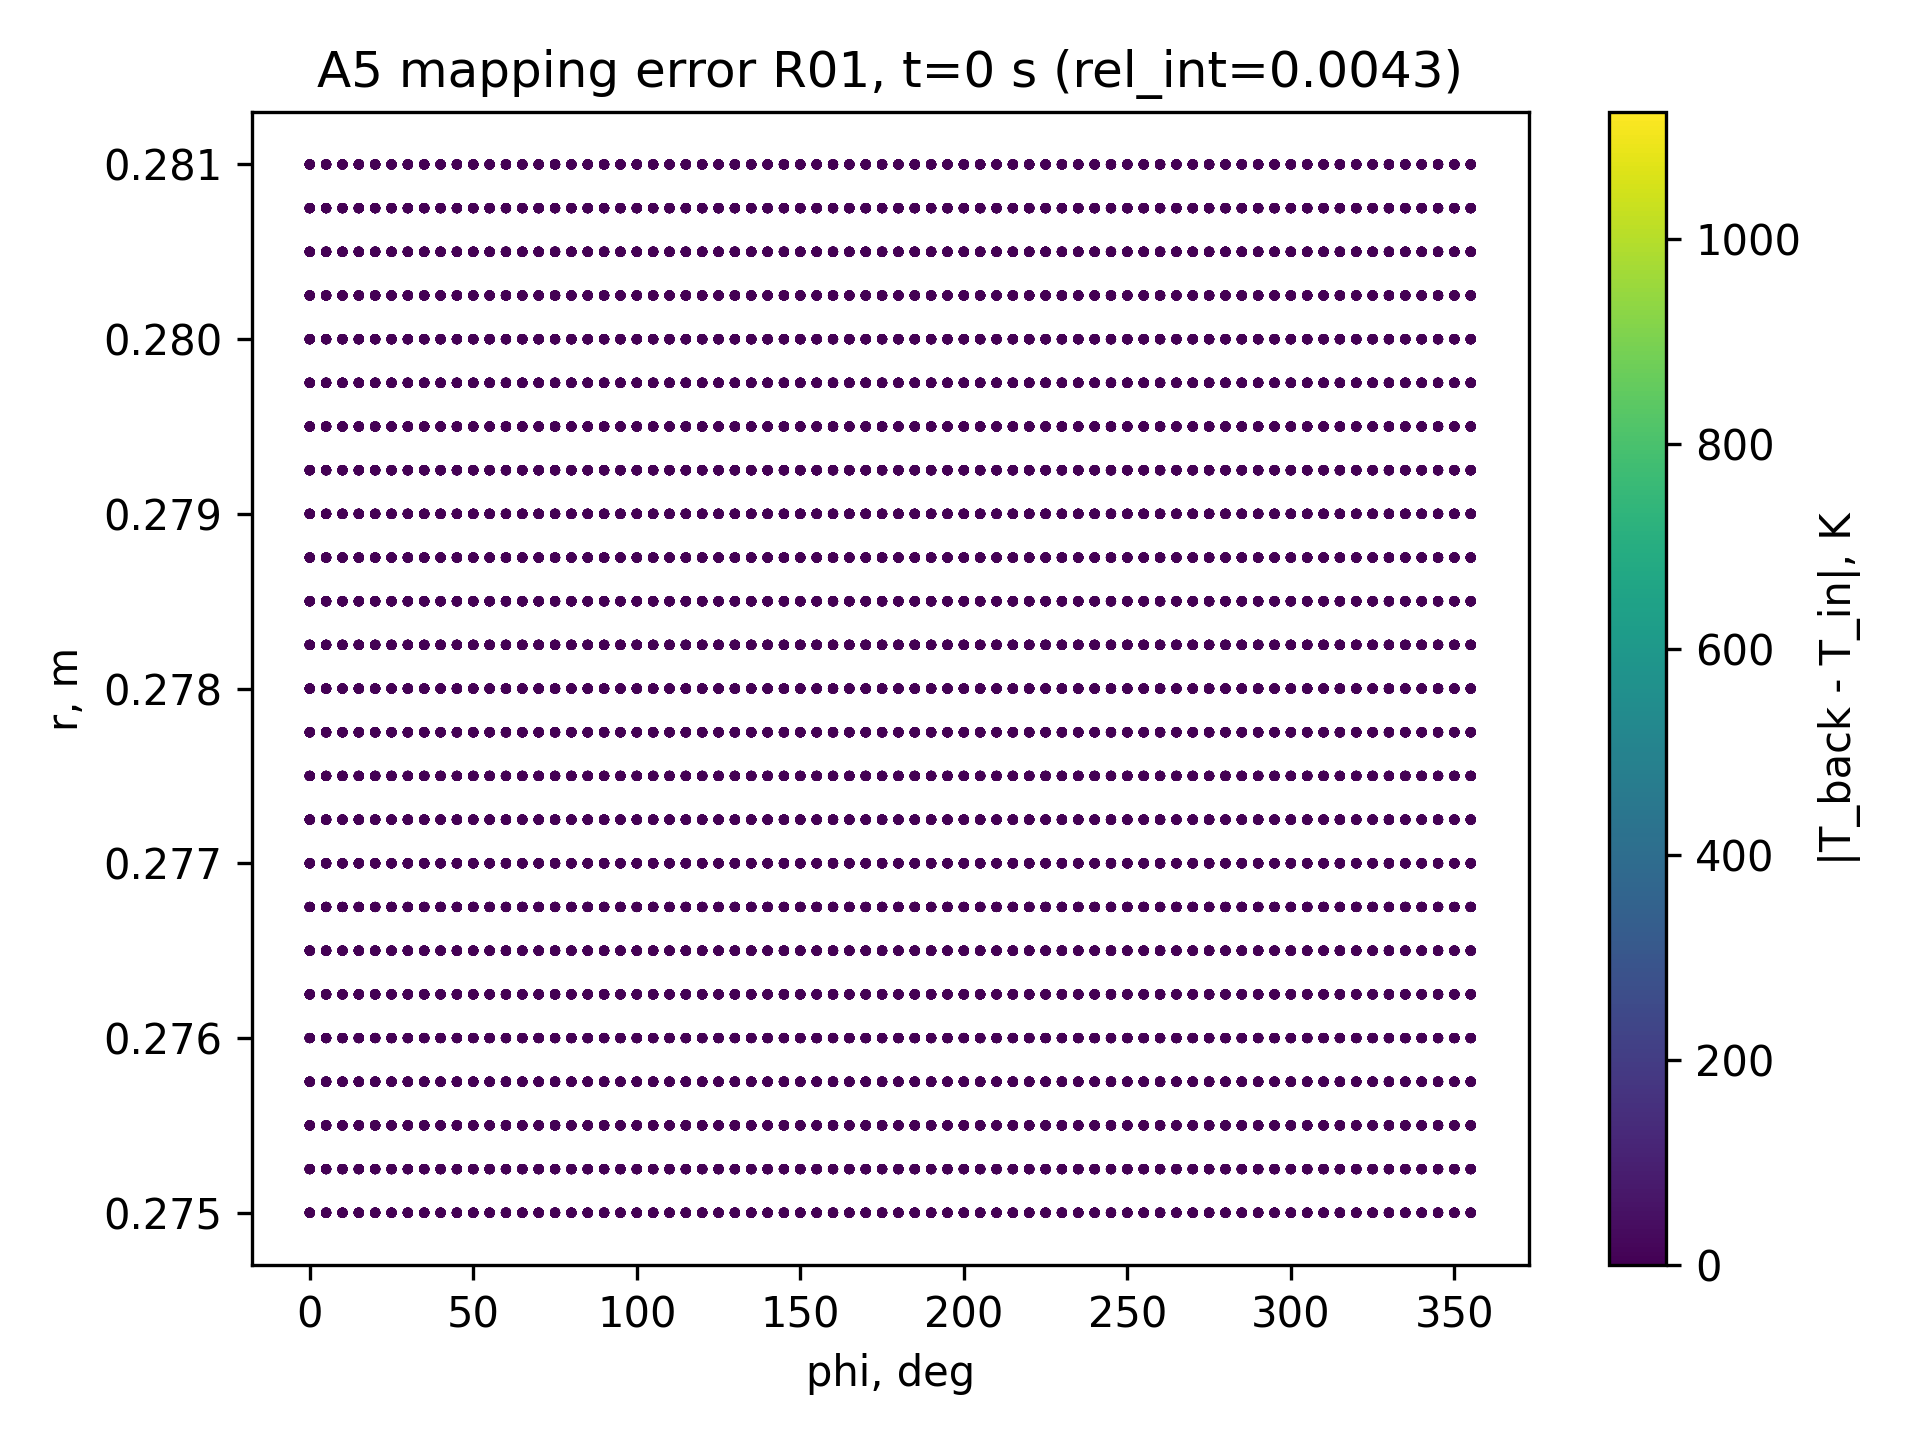 A5 mapping error R01, t=0 s (rel_int=0.0043)
0.281
0.280
0.279
0.278
0.277
0.276
0.275
r, m
0 50 100 150 200 250 300 350
phi, deg
1000
800
600
400
200
0
|T_back - T_in|, K